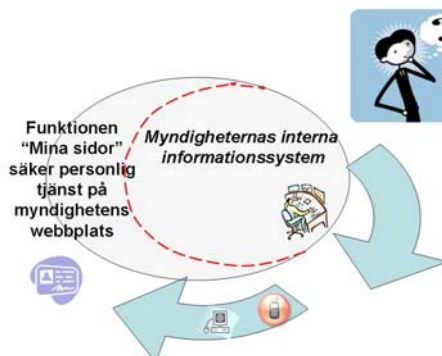 Funktionen
“Mina sidor”
säker personlig
tjänst på
myndighetens
webbplats
Myndigheternas interna
informationssystem
?